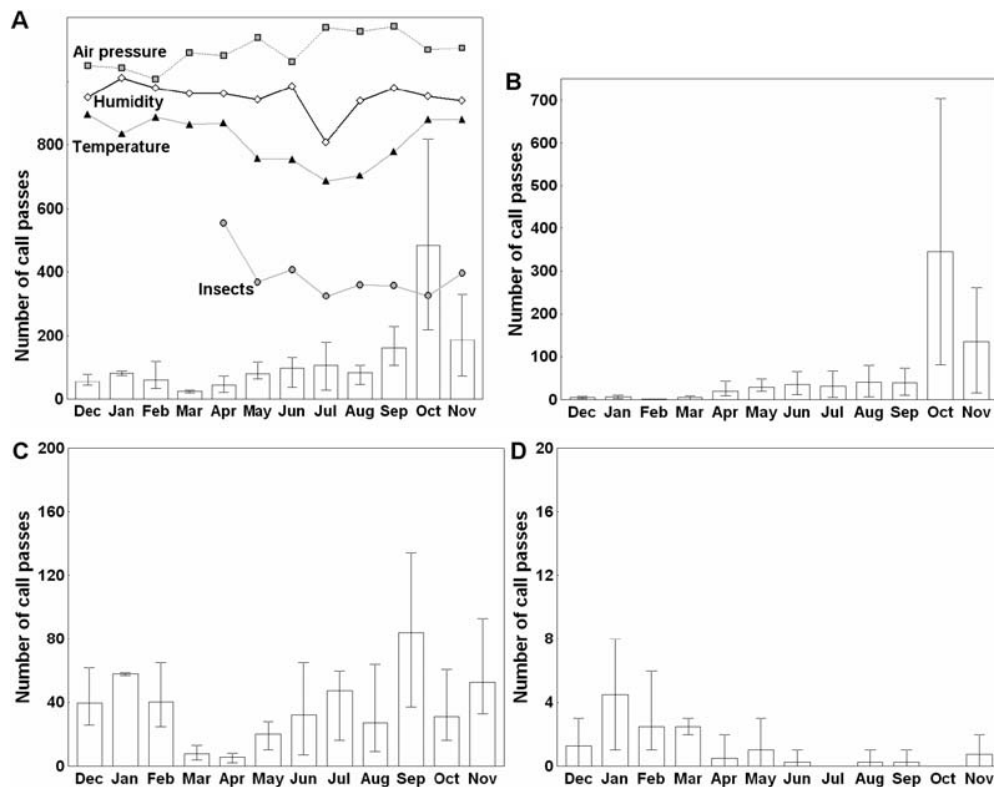 A
Air pressure
Humidity
Temperature
Insects
Number of call passes
800
600
400
200
0
Dec Jan Feb Mar Apr May Jun Jul Aug Sep Oct Nov
B
Number of call passes
700
600
500
400
300
200
100
0
Dec Jan Feb Mar Apr May Jun Jul Aug Sep Oct Nov
C
Number of call passes
200
160
120
80
40
0
Dec Jan Feb Mar Apr May Jun Jul Aug Sep Oct Nov
D
Number of call passes
20
16
12
8
4
0
Dec Jan Feb Mar Apr May Jun Jul Aug Sep Oct Nov